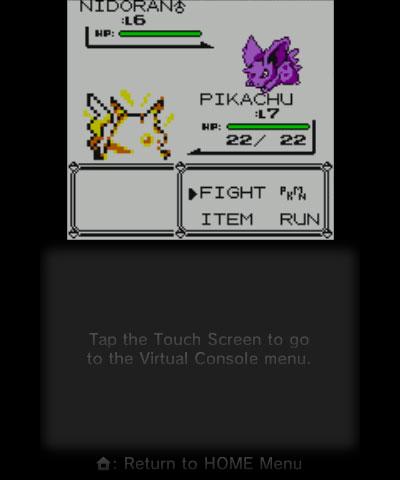 NIDORAN♂
:L6
HP:
PIKACHU
:L7
HP:
22/ 22
▶FIGHT PKMN
ITEM RUN
Tap the Touch Screen to go
to the Virtual Console menu.
: Return to HOME Menu